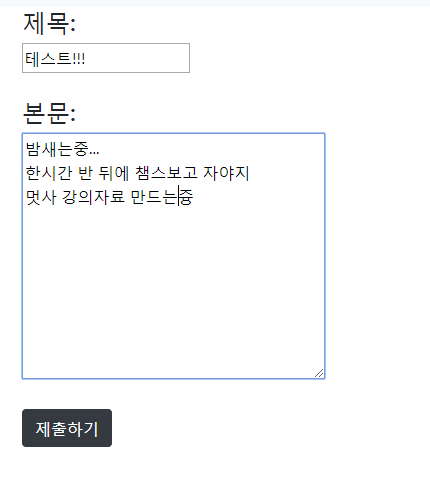 제목:
테스트!!!
본문:
밤새는중...
한시간 반 뒤에 챔스보고 자야지
멋사 강의자료 만드는즁
제출하기